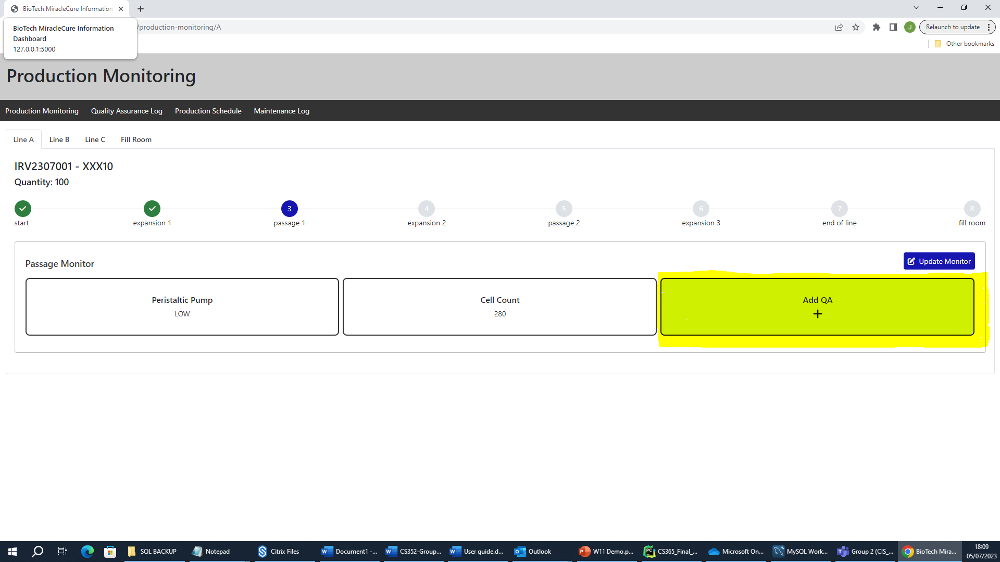 BioTech MiracleCure Information
BioTech MiracleCure Information
Dashboard
127.0.0.1:5000
/production-monitoring/A
J
Relaunch to update
Other bookmarks
Production Monitoring
Production Monitoring Quality Assurance Log Production Schedule Maintenance Log
Line A Line B Line C Fill Room
IRV2307001 - XXX10
Quantity: 100
3 4 5 6 7 8
start expansion 1 passage 1 expansion 2 passage 2 expansion 3 end of line fill room
Passage Monitor
Update Monitor
Peristaltic Pump
LOW
Cell Count
280
Add QA
SQL BACKUP Notepad Citrix Files Document1 -... CS352-Group... User guide.d... Outlook W11 Demo.p... CS365_Final_... Microsoft On... MySQL Work... Group 2 (CIS_... BioTech Mira...
18:09
05/07/2023